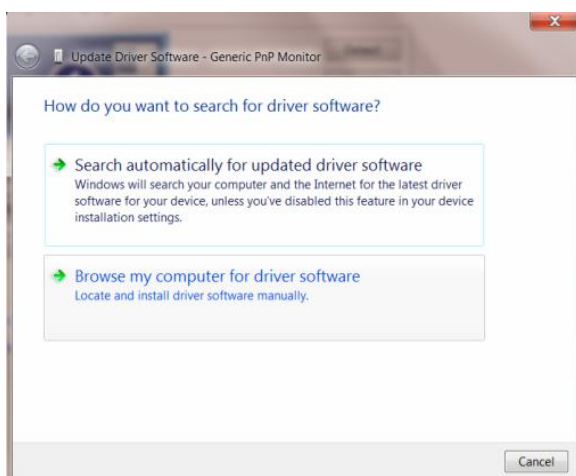 Update Driver Software - Generic PnP Monitor
How do you want to search for driver software?
Search automatically for updated driver software
Windows will search your computer and the Internet for the latest driver
software for your device, unless you've disabled this feature in your device
installation settings.
Browse my computer for driver software
Locate and install driver software manually.
Cancel